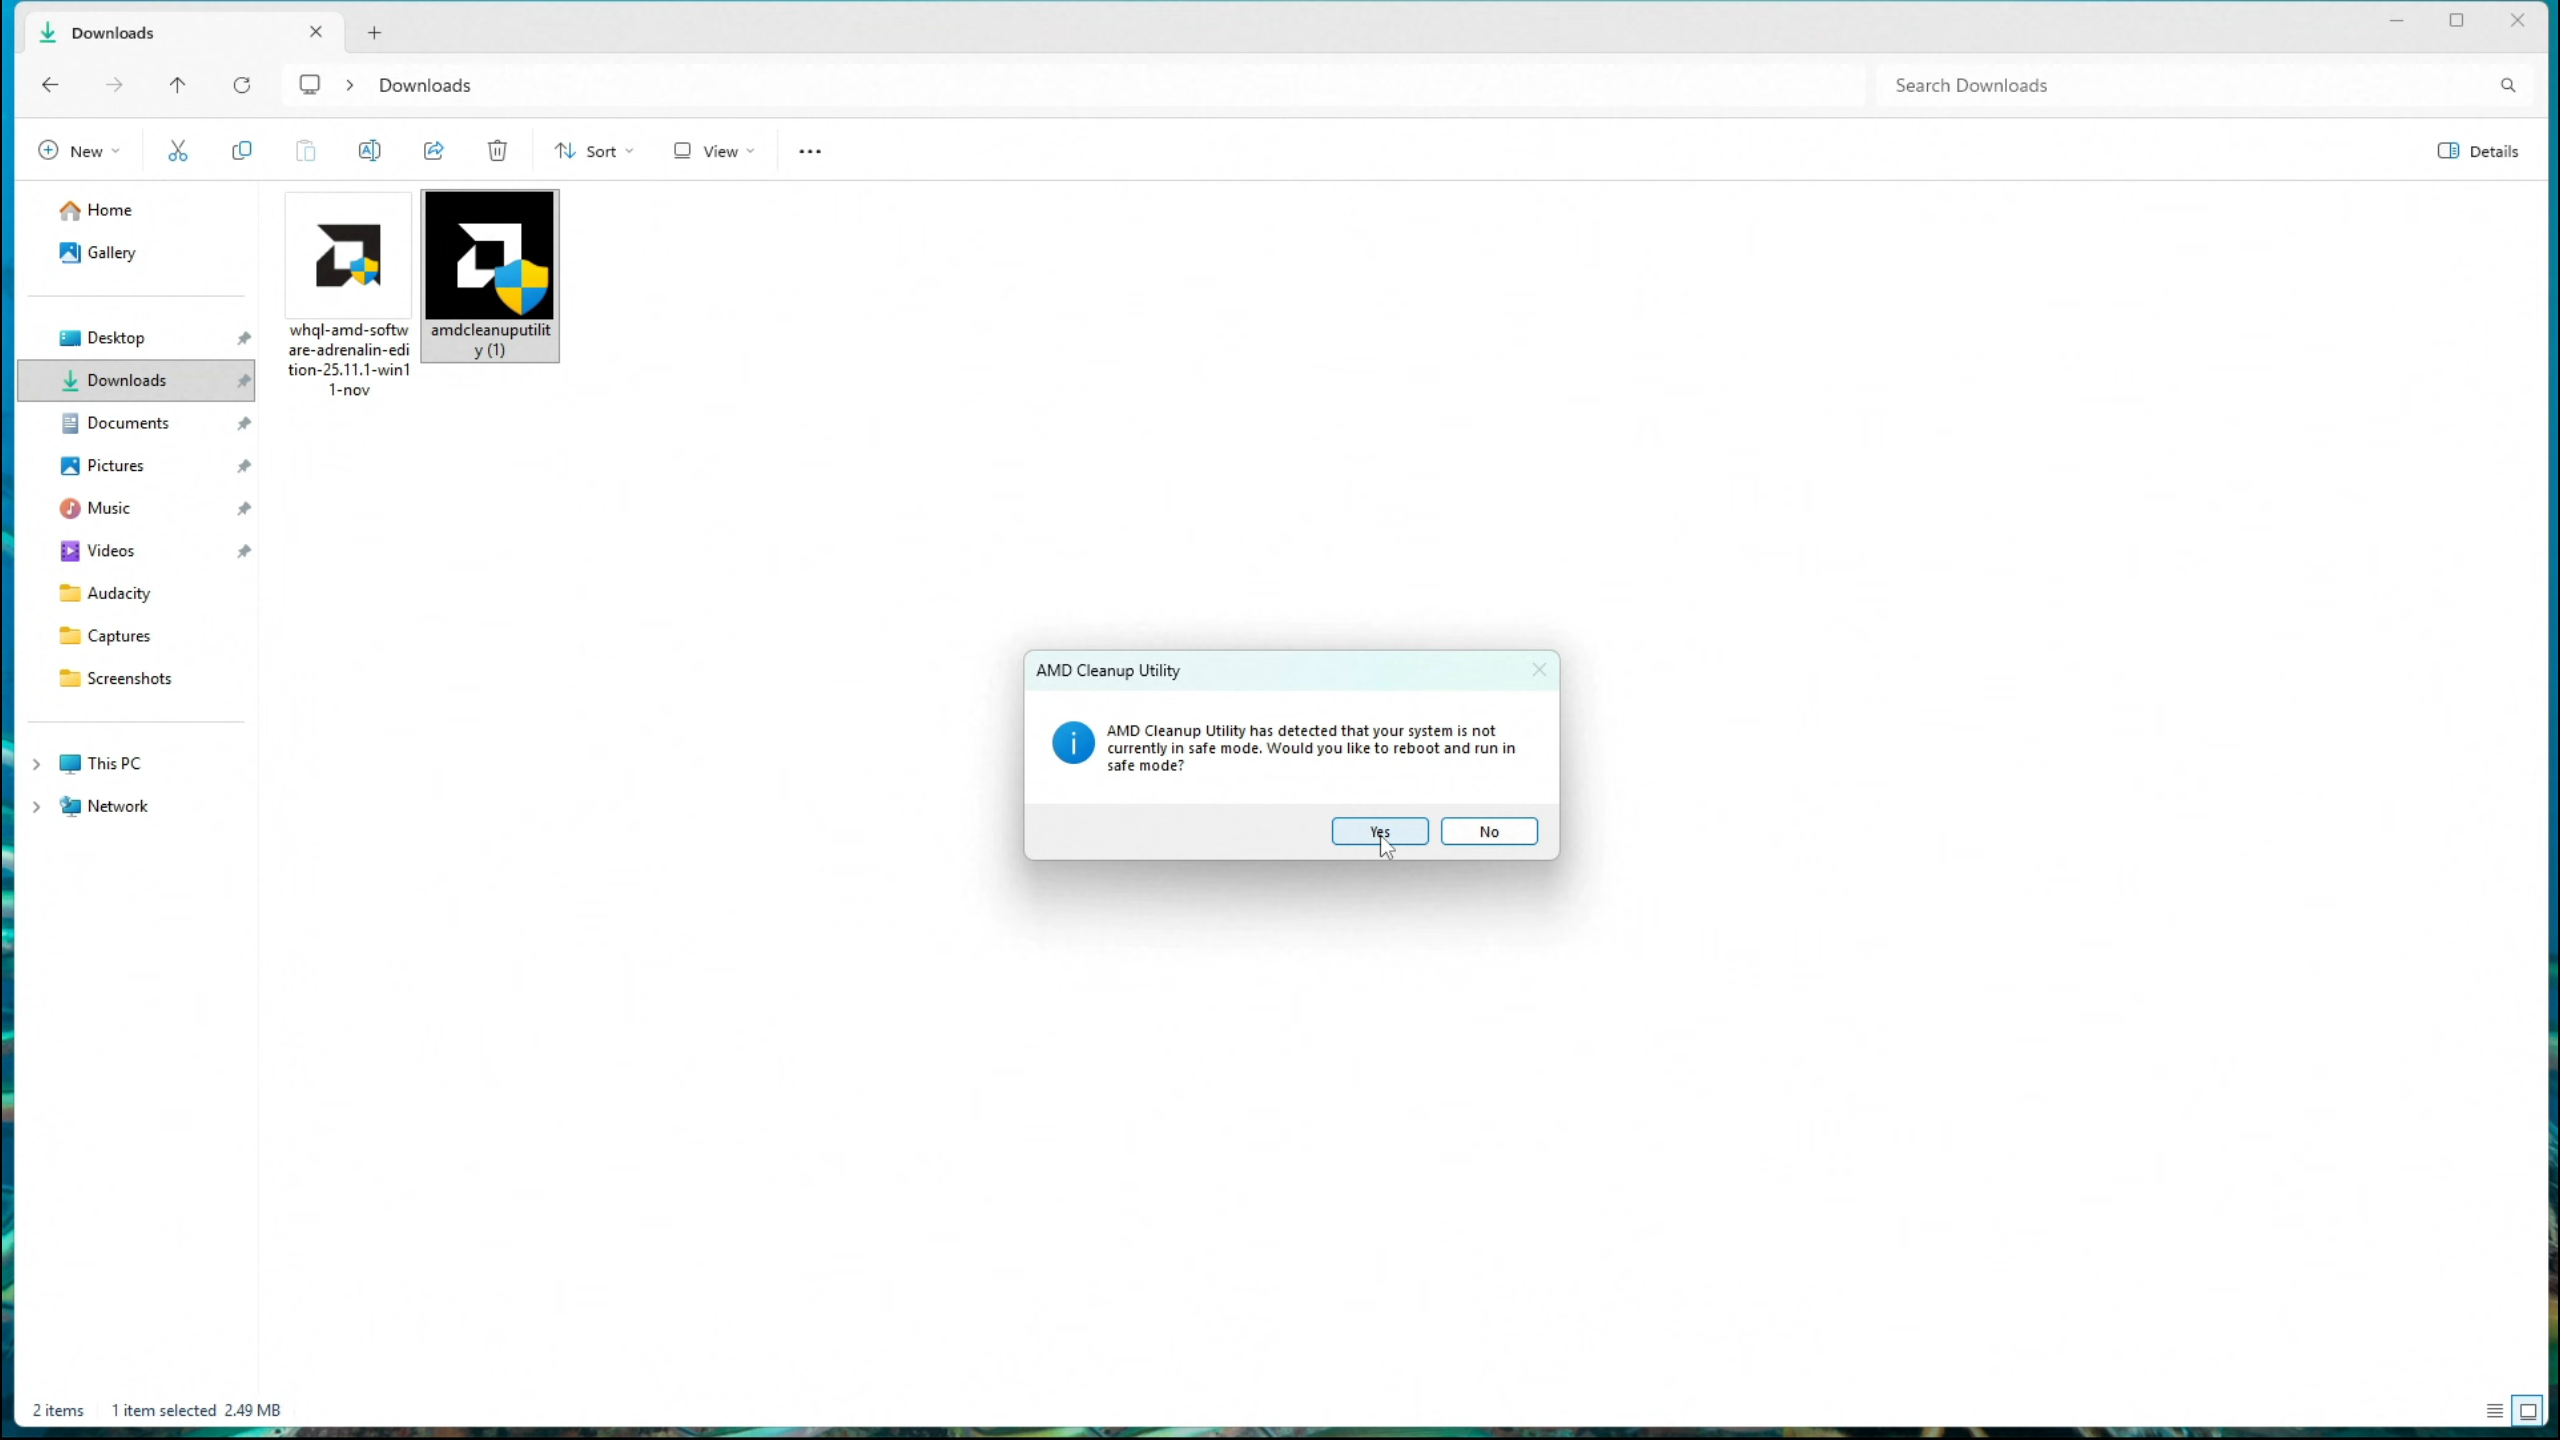 Downloads
Downloads
Search Downloads
New
Sort
View
Details
Home
Gallery
Desktop
Downloads
Documents
Pictures
Music
Videos
Audacity
Captures
Screenshots
This PC
Network
whql-amd-softw
are-adrenalin-edi
tion-25.11.1-win1
1-nov
amdcleanuputilit
y (1)
AMD Cleanup Utility
AMD Cleanup Utility has detected that your system is not
currently in safe mode. Would you like to reboot and run in
safe mode?
Yes
No
2 items
1 item selected 2.49 MB